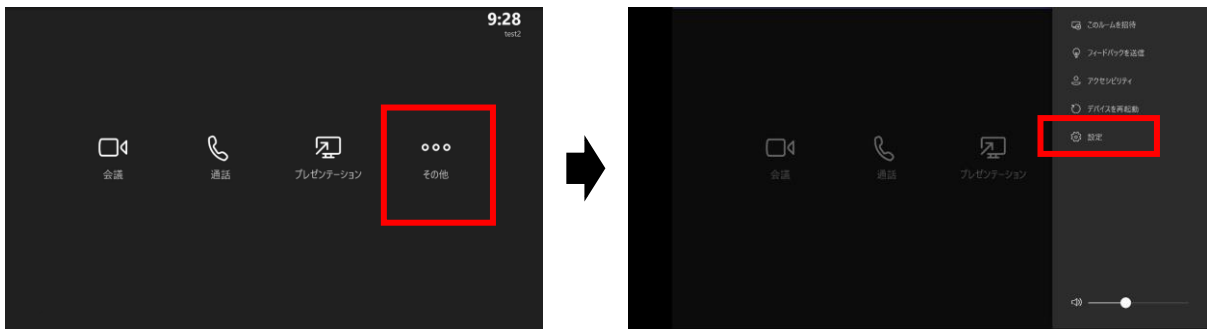 9:28
test2
会議
通話
プレゼンテーション
その他
このルームを招待
フィードバックを送信
アクセシビリティ
デバイスを再起動
設定
会議
通話
プレゼンテーション